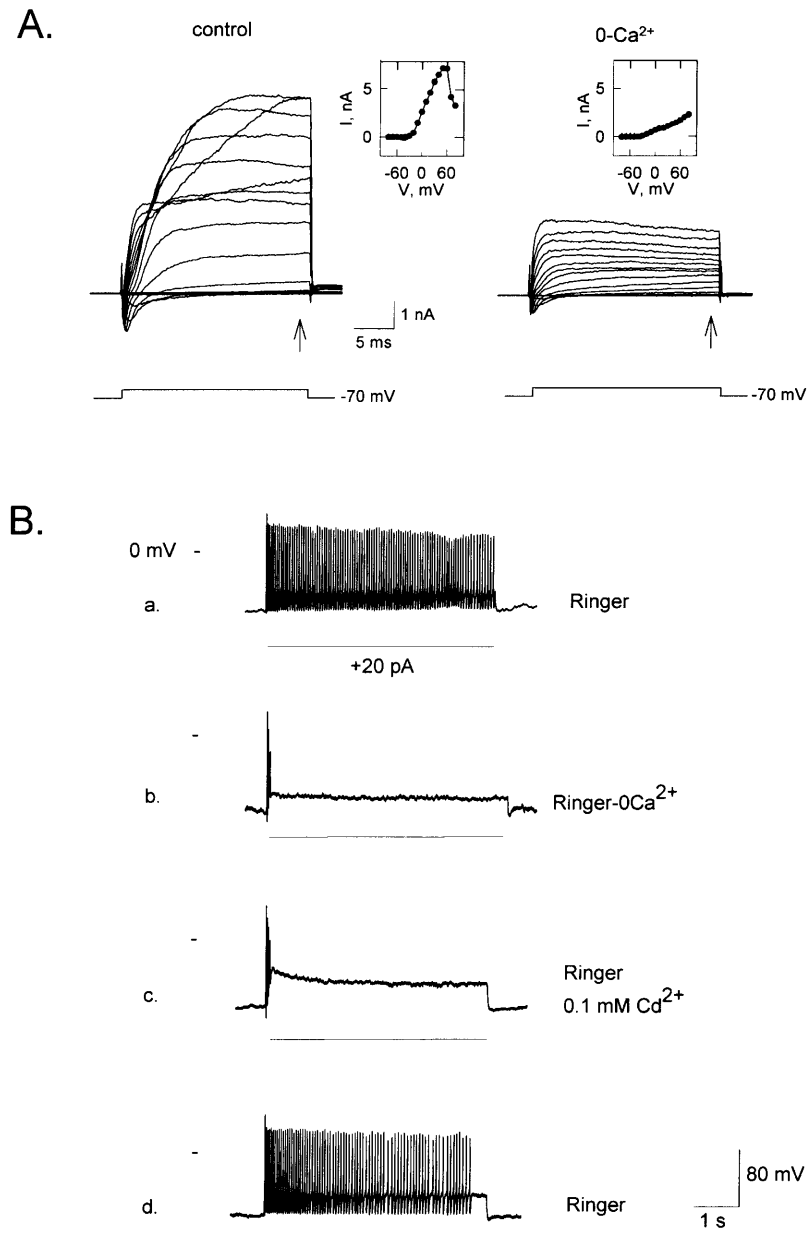 A.
control
0-Ca²⁺
5
I, nA
0
-60 0 60
V, mV
5
I, nA
0
-60 0 60
V, mV
1 nA
5 ms
-70 mV
-70 mV
B.
0 mV -
a.
Ringer
+20 pA
-
b.
Ringer-0Ca²⁺
-
c.
Ringer
0.1 mM Cd²⁺
-
d.
Ringer
80 mV
1 s